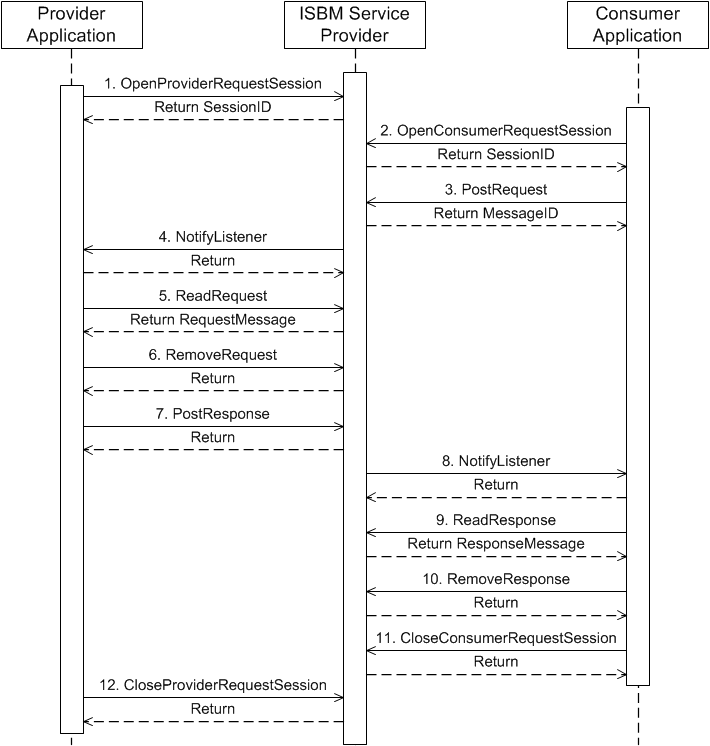 Provider
Application
ISBM Service
Provider
Consumer
Application
1. OpenProviderRequestSession
Return SessionID
2. OpenConsumerRequestSession
Return SessionID
3. PostRequest
Return MessageID
4. NotifyListener
Return
5. ReadRequest
Return RequestMessage
6. RemoveRequest
Return
7. PostResponse
Return
8. NotifyListener
Return
9. ReadResponse
Return ResponseMessage
10. RemoveResponse
Return
11. CloseConsumerRequestSession
Return
12. CloseProviderRequestSession
Return